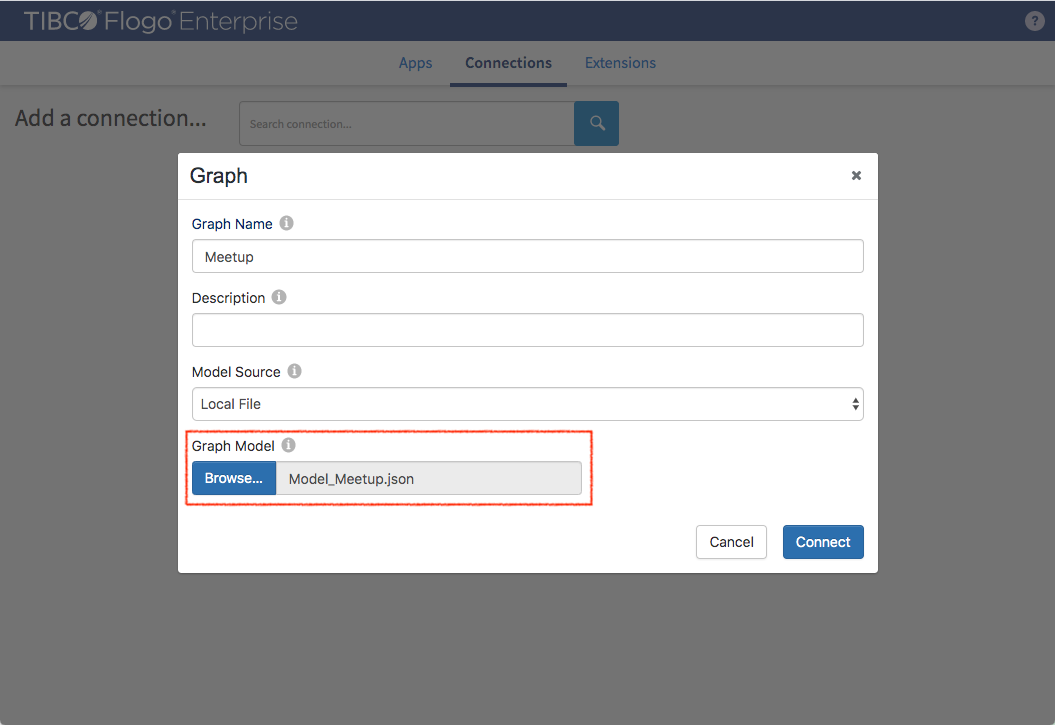 TIBCO Flogo® Enterprise
?
Apps Connections Extensions
Add a connection...
Search connection...
Graph
Graph Name
Meetup
Description
Model Source
Local File
Graph Model
Browse... Model_Meetup.json
Cancel Connect